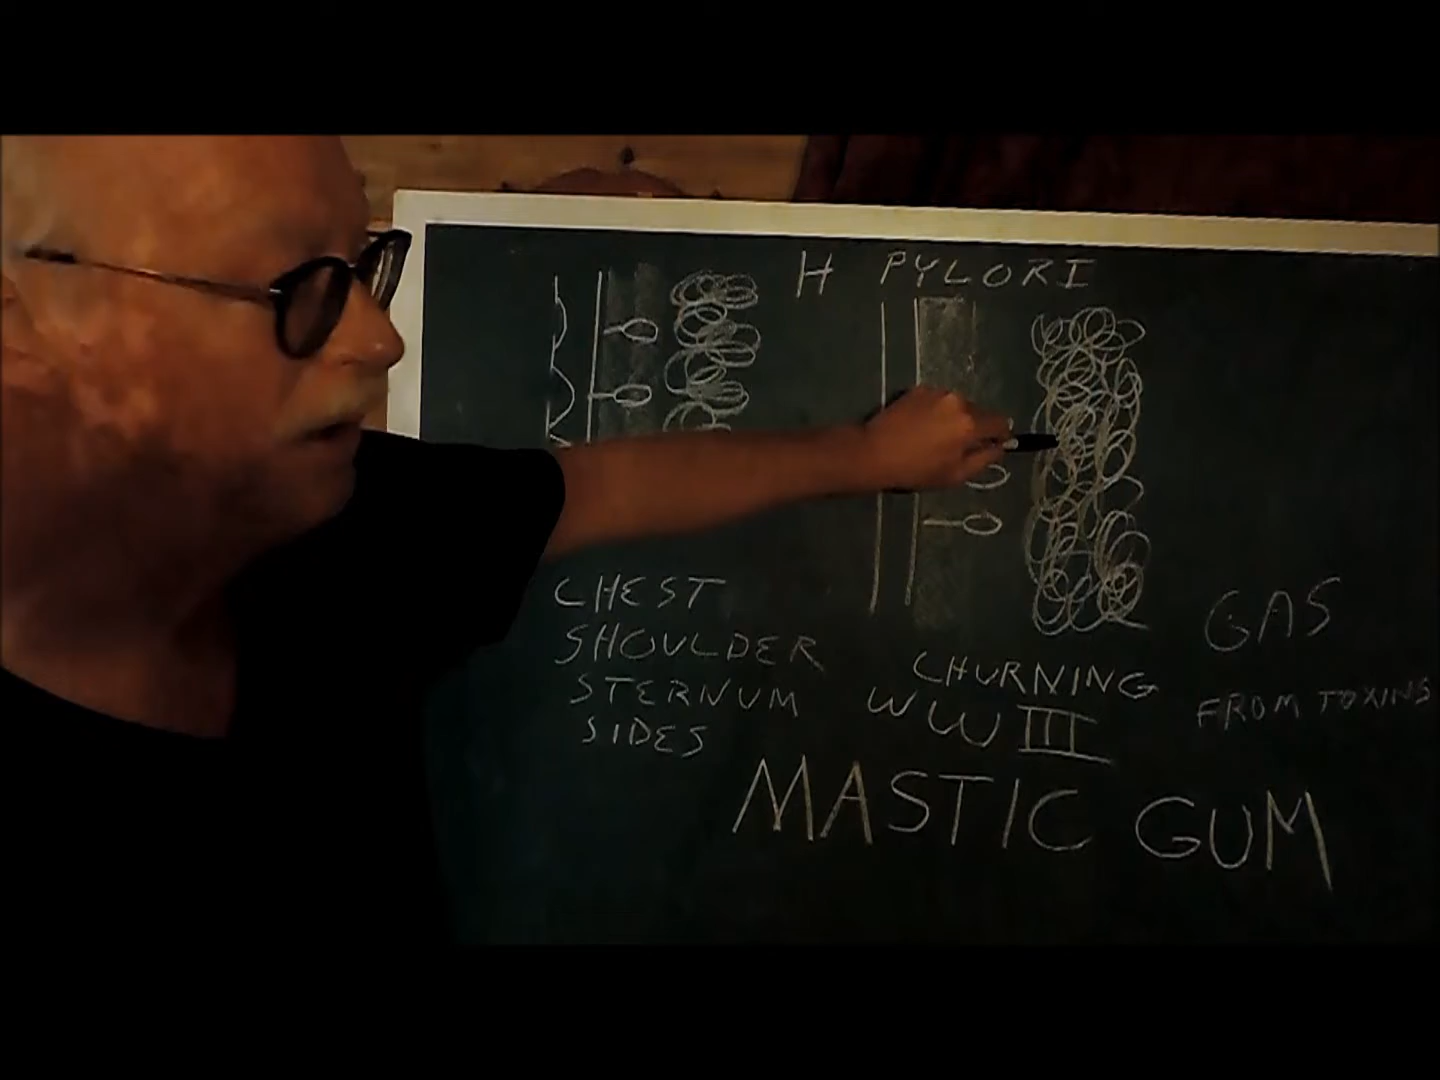 H PYLORI
CHEST
SHOULDER
STERNUM
SIDES
CHURNING
WW III
GAS
FROM TOXINS
MASTIC GUM